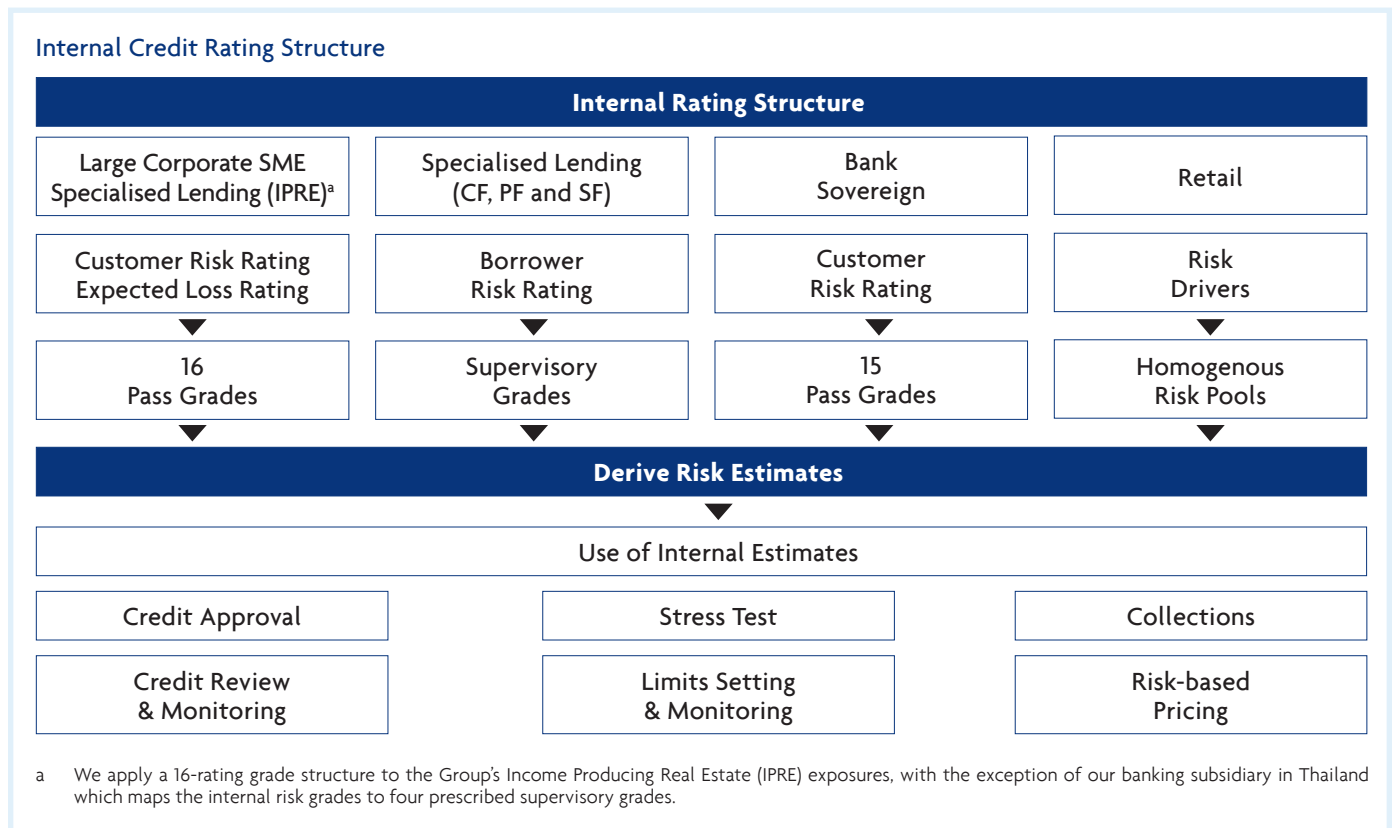 Internal Credit Rating Structure
Internal Rating Structure
Large Corporate SME
Specialised Lending (IPRE)a
Specialised Lending
(CF, PF and SF)
Bank
Sovereign
Retail
Customer Risk Rating
Expected Loss Rating
Borrower
Risk Rating
Customer
Risk Rating
Risk
Drivers
16
Pass Grades
Supervisory
Grades
15
Pass Grades
Homogenous
Risk Pools
Derive Risk Estimates
Use of Internal Estimates
Credit Approval
Stress Test
Collections
Credit Review
& Monitoring
Limits Setting
& Monitoring
Risk-based
Pricing
a We apply a 16-rating grade structure to the Group’s Income Producing Real Estate (IPRE) exposures, with the exception of our banking subsidiary in Thailand
which maps the internal risk grades to four prescribed supervisory grades.